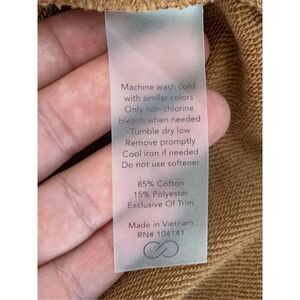 Machine wash cold
with similar colors
Only non-chlorine
bleach when needed
Tumble dry low
Remove promptly
Cool iron if needed
Do not use softener
85% Cotton
15% Polyester
Exclusive Of Trim
Made in Vietnam
RN# 104141